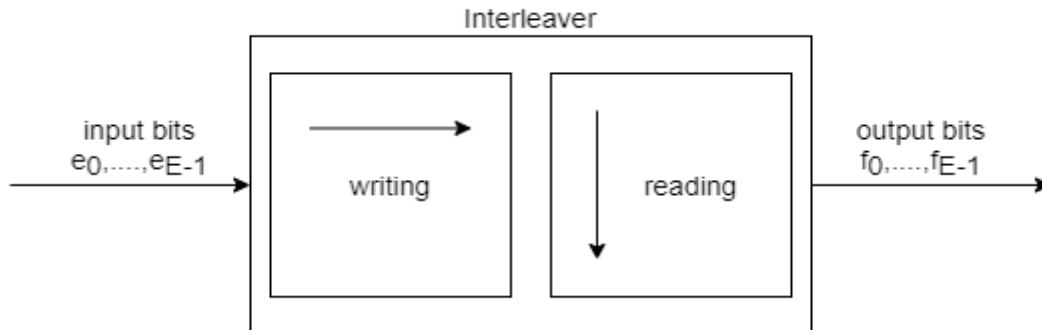 Interleaver
input bits
e0,....,eE-1
writing
reading
output bits
f0,....,fE-1